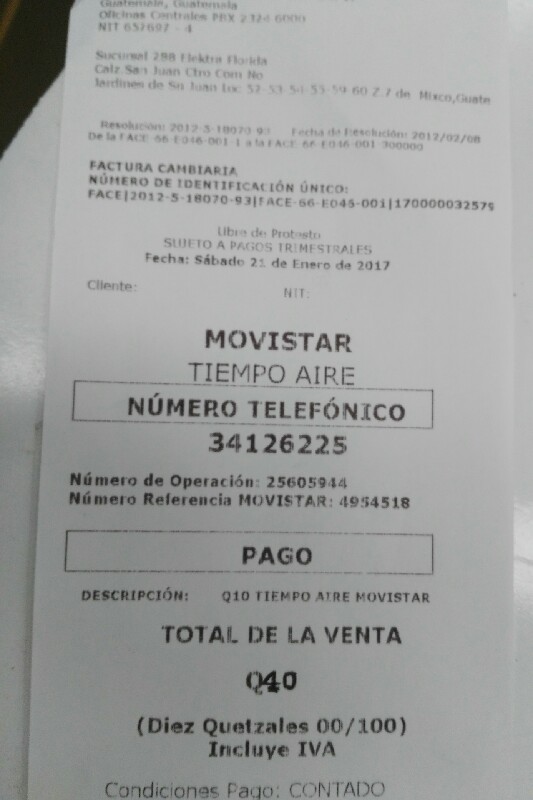 Guatemala, Guatemala
Oficinas Centrales PBX 2324 6000
NIT 657697 - 4
Sucursal 288 Elektra Florida
Calz.San Juan Ctro Com No
Jardines de Sn Juan Loc 52-53-54-55-59-60 Z.7 de Mixco,Guate
Resolución: 2012-5-18070-93 Fecha de Resolución: 2012/02/08
De la FACE-66-E046-001-1 a la FACE-66-E046-001-300000
FACTURA CAMBIARIA
NÚMERO DE IDENTIFICACIÓN ÚNICO:
FACE|2012-5-18070-93|FACE-66-E046-001|170000032579
Libre de Protesto
SUJETO A PAGOS TRIMESTRALES
Fecha: Sábado 21 de Enero de 2017
Cliente: NIT:
MOVISTAR
TIEMPO AIRE
NÚMERO TELEFÓNICO
34126225
Número de Operación: 25605944
Número Referencia MOVISTAR: 4954518
PAGO
DESCRIPCIÓN: Q10 TIEMPO AIRE MOVISTAR
TOTAL DE LA VENTA
Q40
(Diez Quetzales 00/100)
Incluye IVA
Condiciones Pago: CONTADO